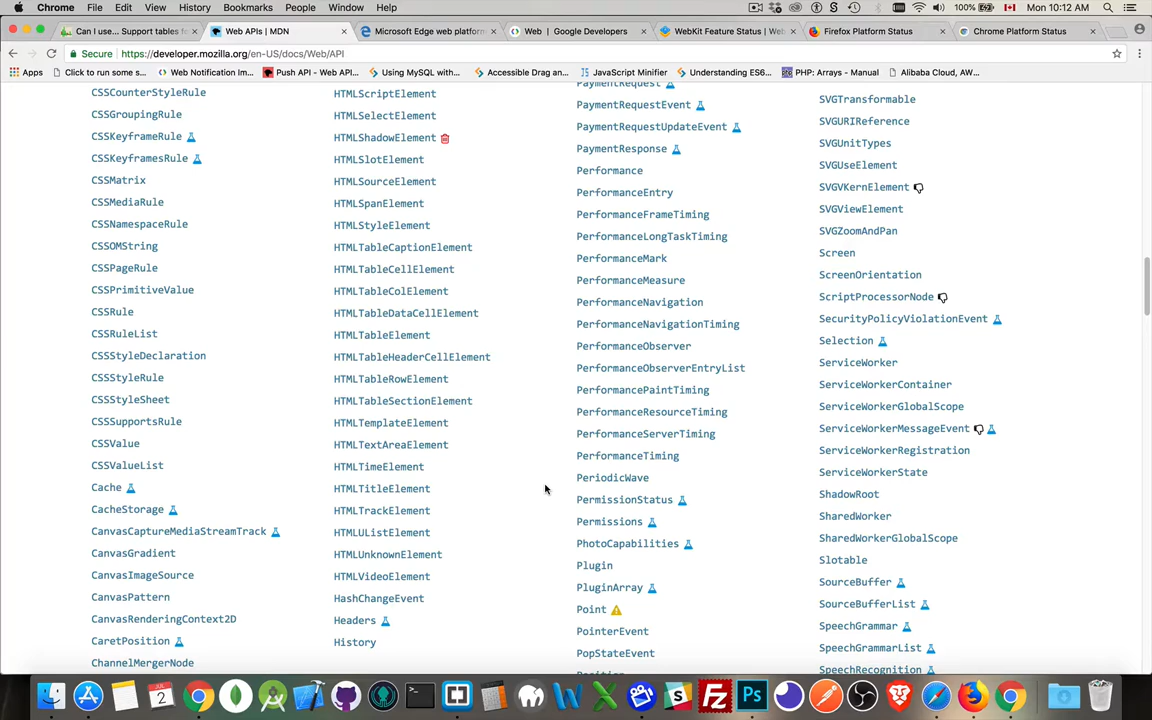 Chrome File Edit View History Bookmarks People Window Help
100% Mon 10:12 AM
Can I use... Support tables f
Web APIs | MDN
Microsoft Edge web platform
Web | Google Developers
WebKit Feature Status | Web
Firefox Platform Status
Chrome Platform Status
Secure https://developer.mozilla.org/en-US/docs/Web/API
Apps
Click to run some s...
Web Notification Im...
Push API - Web API...
Using MySQL with...
Accessible Drag an...
JavaScript Minifier
Understanding ES6...
PHP: Arrays - Manual
Alibaba Cloud, AW...
CSSCounterStyleRule
CSSGroupingRule
CSSKeyframeRule
CSSKeyframesRule
CSSMatrix
CSSMediaRule
CSSNamespaceRule
CSSOMString
CSSPageRule
CSSPrimitiveValue
CSSRule
CSSRuleList
CSSStyleDeclaration
CSSStyleRule
CSSStyleSheet
CSSSupportsRule
CSSValue
CSSValueList
Cache
CacheStorage
CanvasCaptureMediaStreamTrack
CanvasGradient
CanvasImageSource
CanvasPattern
CanvasRenderingContext2D
CaretPosition
ChannelMergerNode
HTMLScriptElement
HTMLSelectElement
HTMLShadowElement
HTMLSlotElement
HTMLSourceElement
HTMLSpanElement
HTMLStyleElement
HTMLTableCaptionElement
HTMLTableCellElement
HTMLTableColElement
HTMLTableDataCellElement
HTMLTableElement
HTMLTableHeaderCellElement
HTMLTableRowElement
HTMLTableSectionElement
HTMLTemplateElement
HTMLTextAreaElement
HTMLTimeElement
HTMLTitleElement
HTMLTrackElement
HTMLUListElement
HTMLUnknownElement
HTMLVideoElement
HashChangeEvent
Headers
History
PaymentRequest
PaymentRequestEvent
PaymentRequestUpdateEvent
PaymentResponse
Performance
PerformanceEntry
PerformanceFrameTiming
PerformanceLongTaskTiming
PerformanceMark
PerformanceMeasure
PerformanceNavigation
PerformanceNavigationTiming
PerformanceObserver
PerformanceObserverEntryList
PerformancePaintTiming
PerformanceResourceTiming
PerformanceServerTiming
PerformanceTiming
PeriodicWave
PermissionStatus
Permissions
PhotoCapabilities
Plugin
PluginArray
Point
PointerEvent
PopStateEvent
SVGTransformable
SVGURIReference
SVGUnitTypes
SVGUseElement
SVGVKernElement
SVGViewElement
SVGZoomAndPan
Screen
ScreenOrientation
ScriptProcessorNode
SecurityPolicyViolationEvent
Selection
ServiceWorker
ServiceWorkerContainer
ServiceWorkerGlobalScope
ServiceWorkerMessageEvent
ServiceWorkerRegistration
ServiceWorkerState
ShadowRoot
SharedWorker
SharedWorkerGlobalScope
Slotable
SourceBuffer
SourceBufferList
SpeechGrammar
SpeechGrammarList
SpeechRecognition